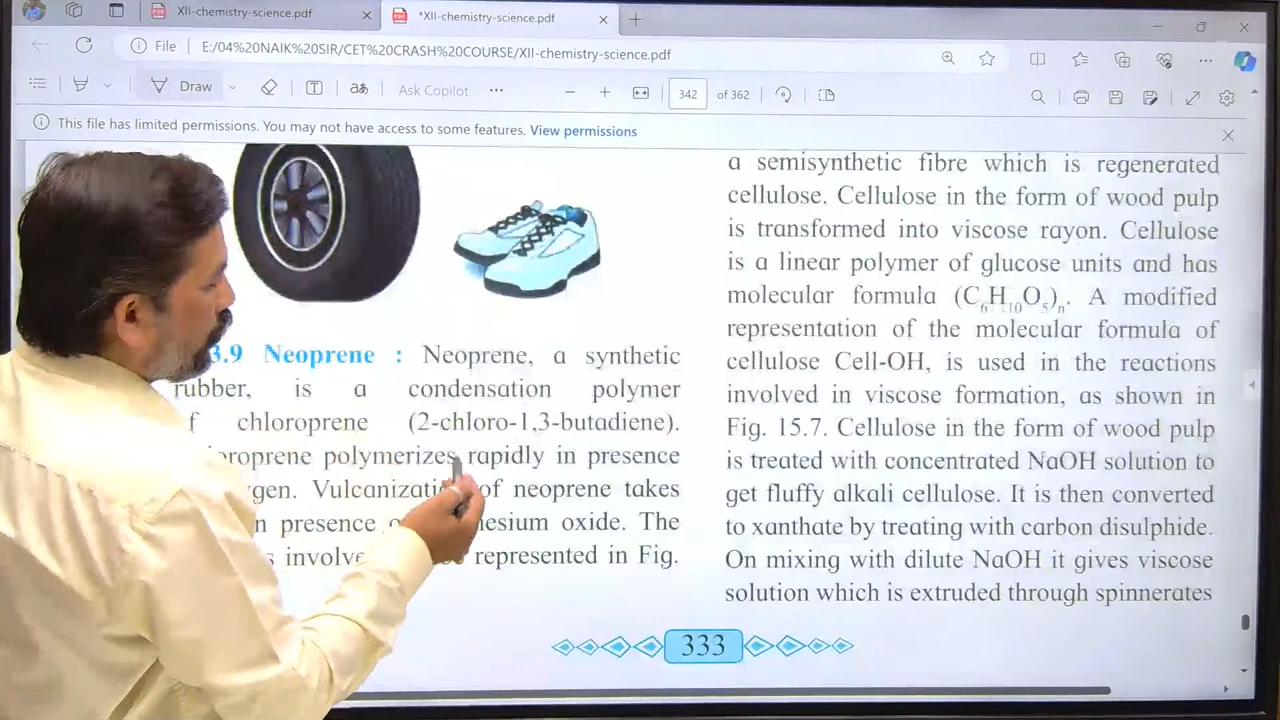 XII-chemistry-science.pdf
*XII-chemistry-science.pdf
File
E:/04%20NAIK%20SIR/CET%20CRASH%20COURSE/XII-chemistry-science.pdf
Draw
aあ
Ask Copilot
342
of 362
This file has limited permissions. You may not have access to some features. View permissions
3.9 Neoprene : Neoprene, a synthetic
rubber, is a condensation polymer
f chloroprene (2-chloro-1,3-butadiene).
oroprene polymerizes rapidly in presence
gen. Vulcanizati of neoprene takes
n presence o esium oxide. The
s involve represented in Fig.
a semisynthetic fibre which is regenerated
cellulose. Cellulose in the form of wood pulp
is transformed into viscose rayon. Cellulose
is a linear polymer of glucose units and has
molecular formula (C₆H₁₀O₅)ₙ. A modified
representation of the molecular formula of
cellulose Cell-OH, is used in the reactions
involved in viscose formation, as shown in
Fig. 15.7. Cellulose in the form of wood pulp
is treated with concentrated NaOH solution to
get fluffy alkali cellulose. It is then converted
to xanthate by treating with carbon disulphide.
On mixing with dilute NaOH it gives viscose
solution which is extruded through spinnerates
333